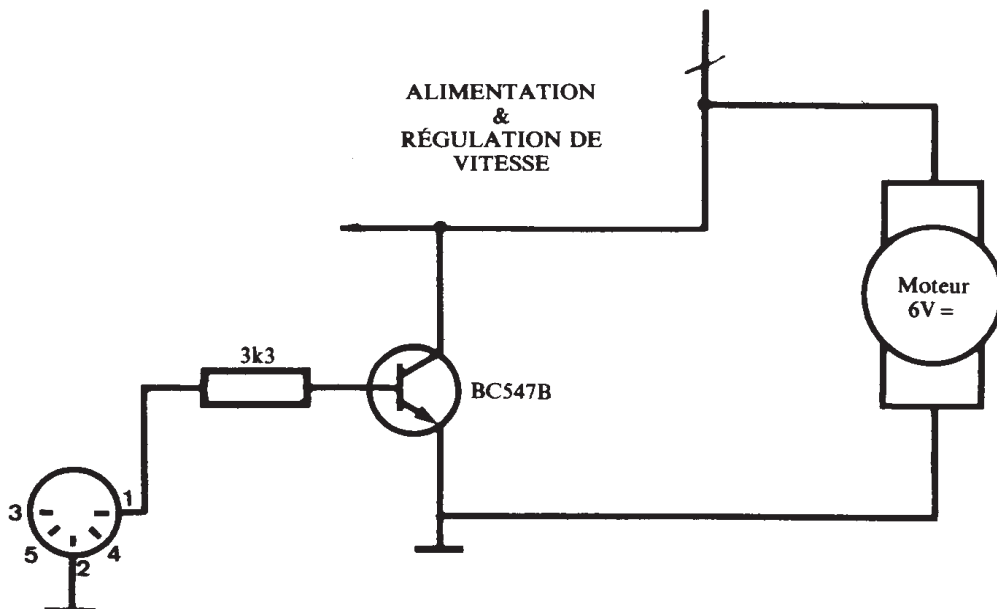 ALIMENTATION
&
RÉGULATION DE
VITESSE
Moteur
6V =
3k3
BC547B
1
3
5
2
4